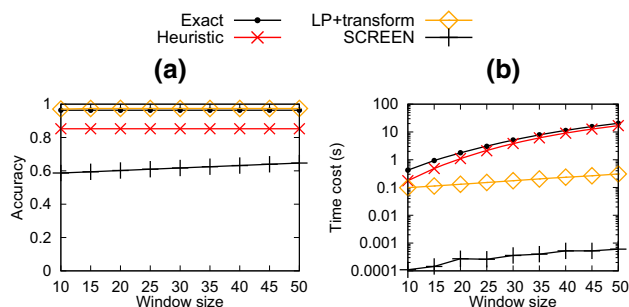 Exact
Heuristic
LP+transform
SCREEN
(a)
(b)
Accuracy
1
0.8
0.6
0.4
0.2
0
10 15 20 25 30 35 40 45 50
Window size
Time cost (s)
100
10
1
0.1
0.01
0.001
0.0001
10 15 20 25 30 35 40 45 50
Window size